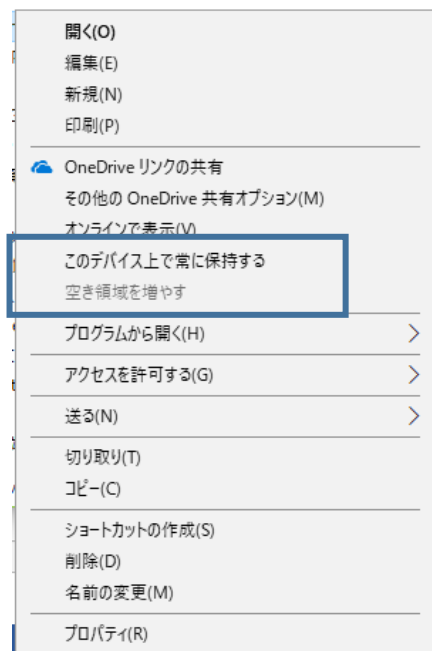 開く(O)
編集(E)
新規(N)
印刷(P)
OneDrive リンクの共有
その他の OneDrive 共有オプション(M)
オンラインで表示(V)
このデバイス上で常に保持する
空き領域を増やす
プログラムから開く(H)
アクセスを許可する(G)
送る(N)
切り取り(T)
コピー(C)
ショートカットの作成(S)
削除(D)
名前の変更(M)
プロパティ(R)